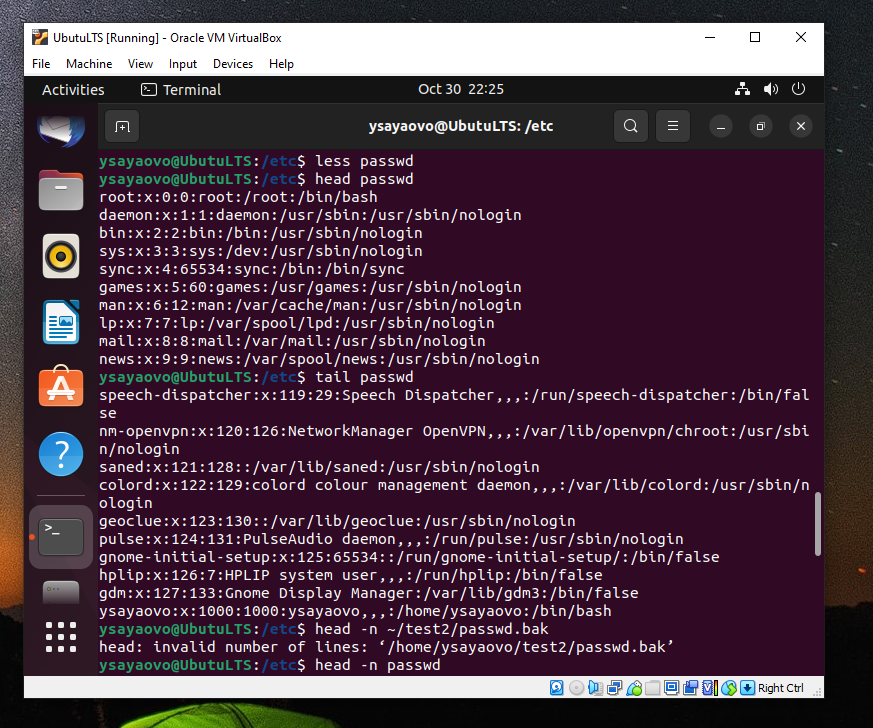 UbutuLTS [Running] - Oracle VM VirtualBox
File Machine View Input Devices Help
Activities Terminal Oct 30 22:25
ysayaovo@UbutuLTS: /etc
ysayaovo@UbutuLTS:/etc$ less passwd
ysayaovo@UbutuLTS:/etc$ head passwd
root:x:0:0:root:/root:/bin/bash
daemon:x:1:1:daemon:/usr/sbin:/usr/sbin/nologin
bin:x:2:2:bin:/bin:/usr/sbin/nologin
sys:x:3:3:sys:/dev:/usr/sbin/nologin
sync:x:4:65534:sync:/bin:/bin/sync
games:x:5:60:games:/usr/games:/usr/sbin/nologin
man:x:6:12:man:/var/cache/man:/usr/sbin/nologin
lp:x:7:7:lp:/var/spool/lpd:/usr/sbin/nologin
mail:x:8:8:mail:/var/mail:/usr/sbin/nologin
news:x:9:9:news:/var/spool/news:/usr/sbin/nologin
ysayaovo@UbutuLTS:/etc$ tail passwd
speech-dispatcher:x:119:29:Speech Dispatcher,,,:/run/speech-dispatcher:/bin/fal
se
nm-openvpn:x:120:126:NetworkManager OpenVPN,,,:/var/lib/openvpn/chroot:/usr/sbi
n/nologin
saned:x:121:128::/var/lib/saned:/usr/sbin/nologin
colord:x:122:129:colord colour management daemon,,,:/var/lib/colord:/usr/sbin/n
ologin
geoclue:x:123:130::/var/lib/geoclue:/usr/sbin/nologin
pulse:x:124:131:PulseAudio daemon,,,:/run/pulse:/usr/sbin/nologin
gnome-initial-setup:x:125:65534::/run/gnome-initial-setup/:/bin/false
hplip:x:126:7:HPLIP system user,,,:/run/hplip:/bin/false
gdm:x:127:133:Gnome Display Manager:/var/lib/gdm3:/bin/false
ysayaovo:x:1000:1000:ysayaovo,,,:/home/ysayaovo:/bin/bash
ysayaovo@UbutuLTS:/etc$ head -n ~/test2/passwd.bak
head: invalid number of lines: ‘/home/ysayaovo/test2/passwd.bak’
ysayaovo@UbutuLTS:/etc$ head -n passwd
Right Ctrl